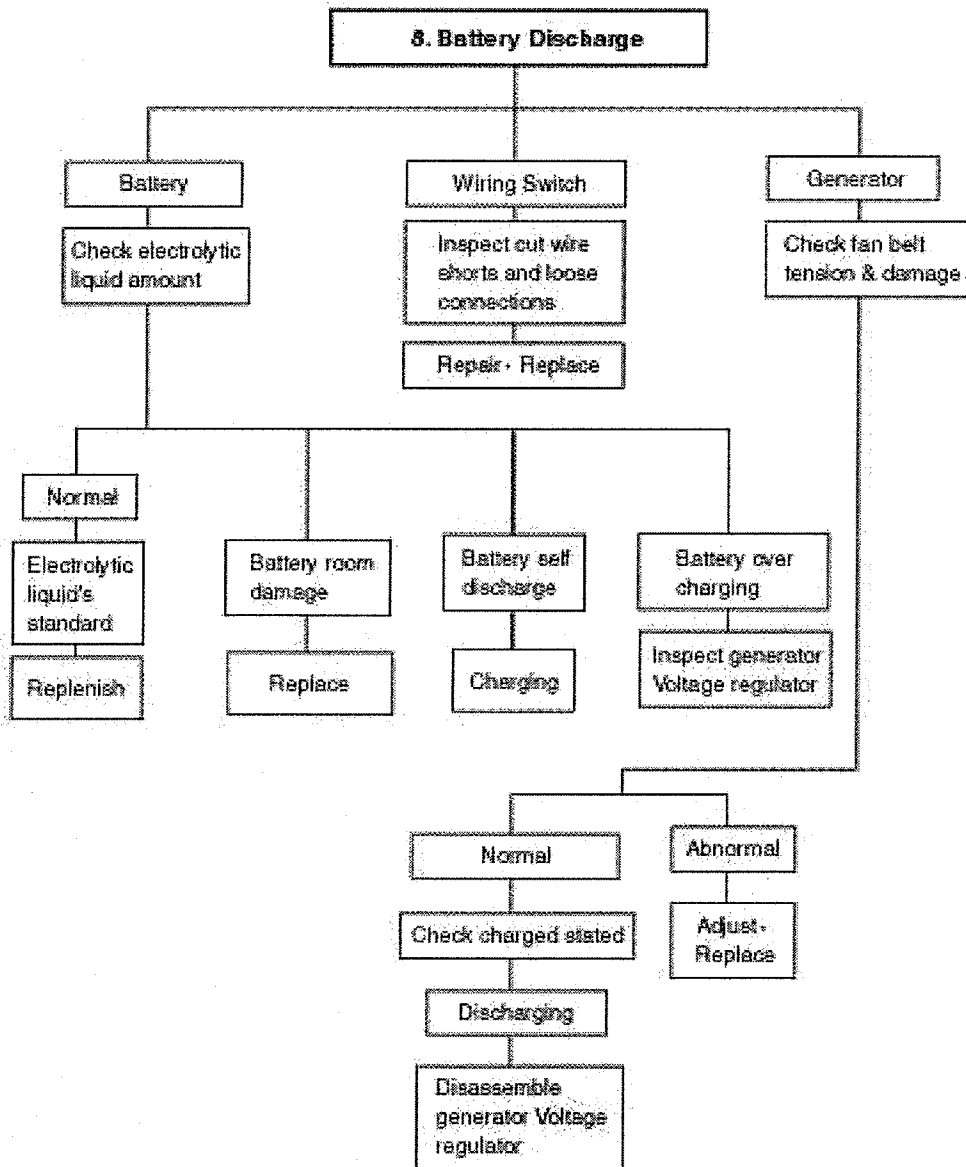 8. Battery Discharge
Battery
Wiring Switch
Generator
Check electrolytic
liquid amount
Inspect cut wire
shorts and loose
connections
Check fan belt
tension & damage
Repair · Replace
Normal
Electrolytic
liquid's
standard
Replenish
Battery room
damage
Replace
Battery self
discharge
Charging
Battery over
charging
Inspect generator
Voltage regulator
Normal
Abnormal
Check charged stated
Adjust ·
Replace
Discharging
Disassemble
generator Voltage
regulator